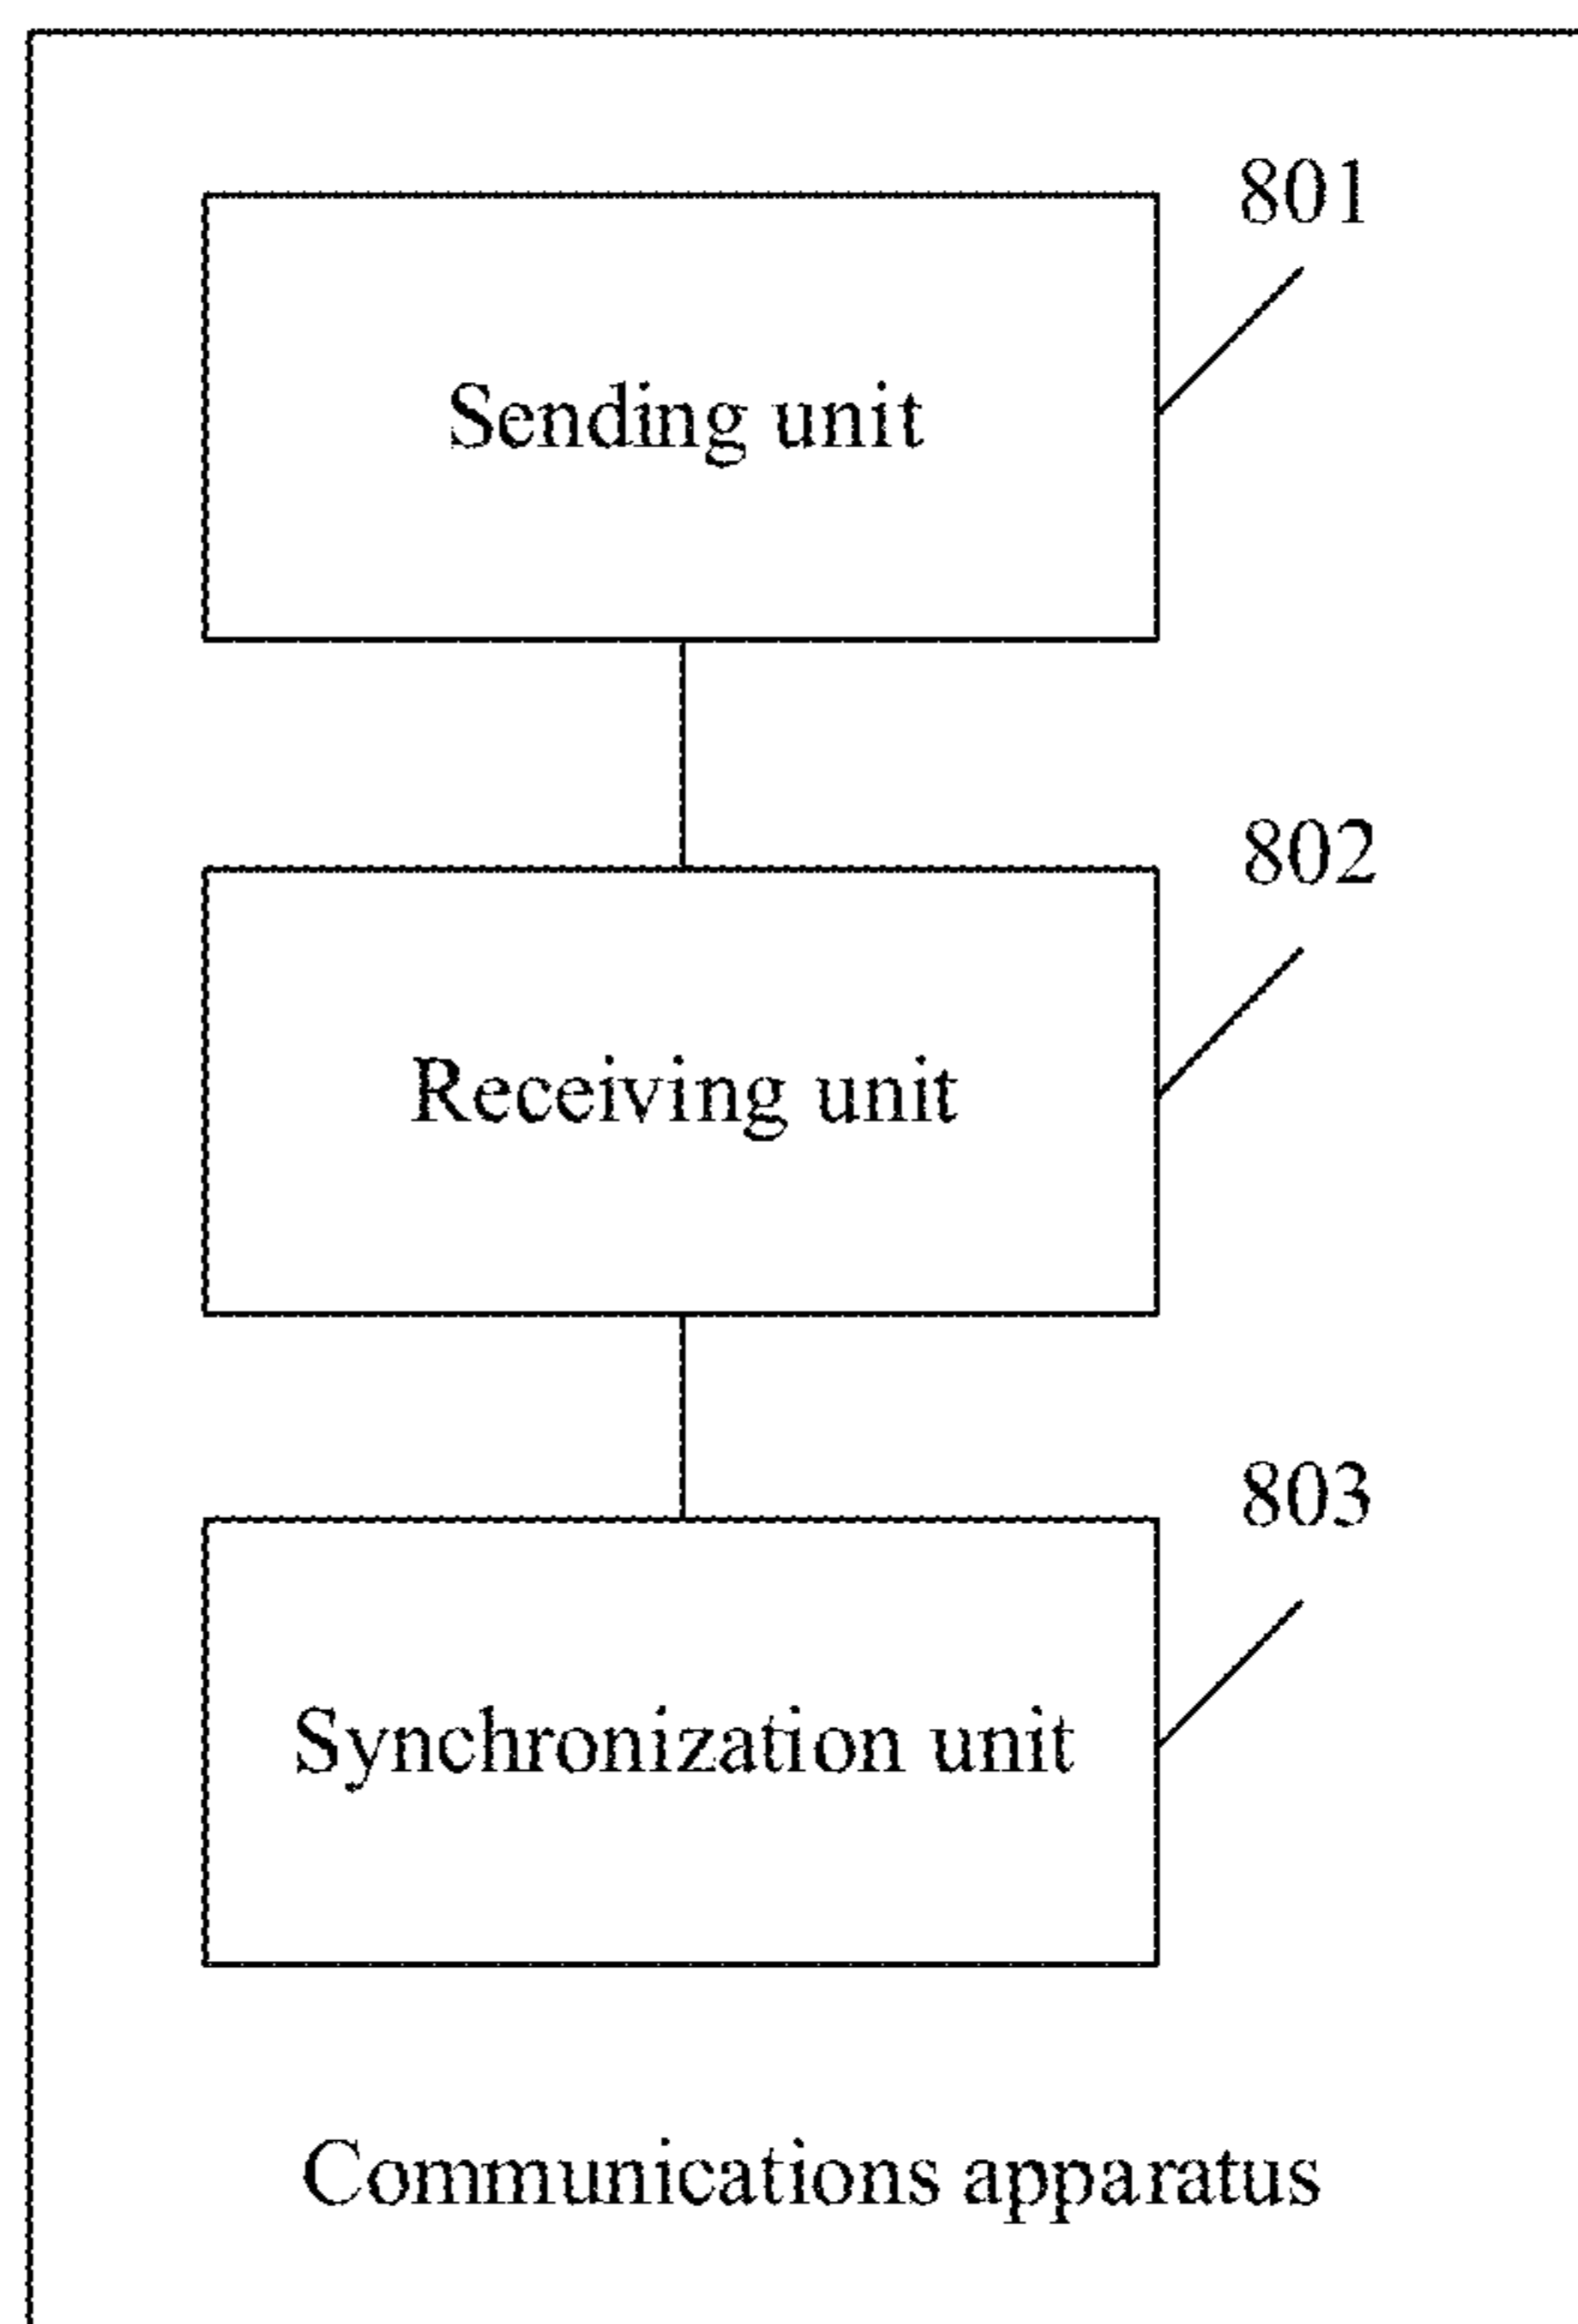 801
Sending unit
802
Receiving unit
803
Synchronization unit
Communications apparatus